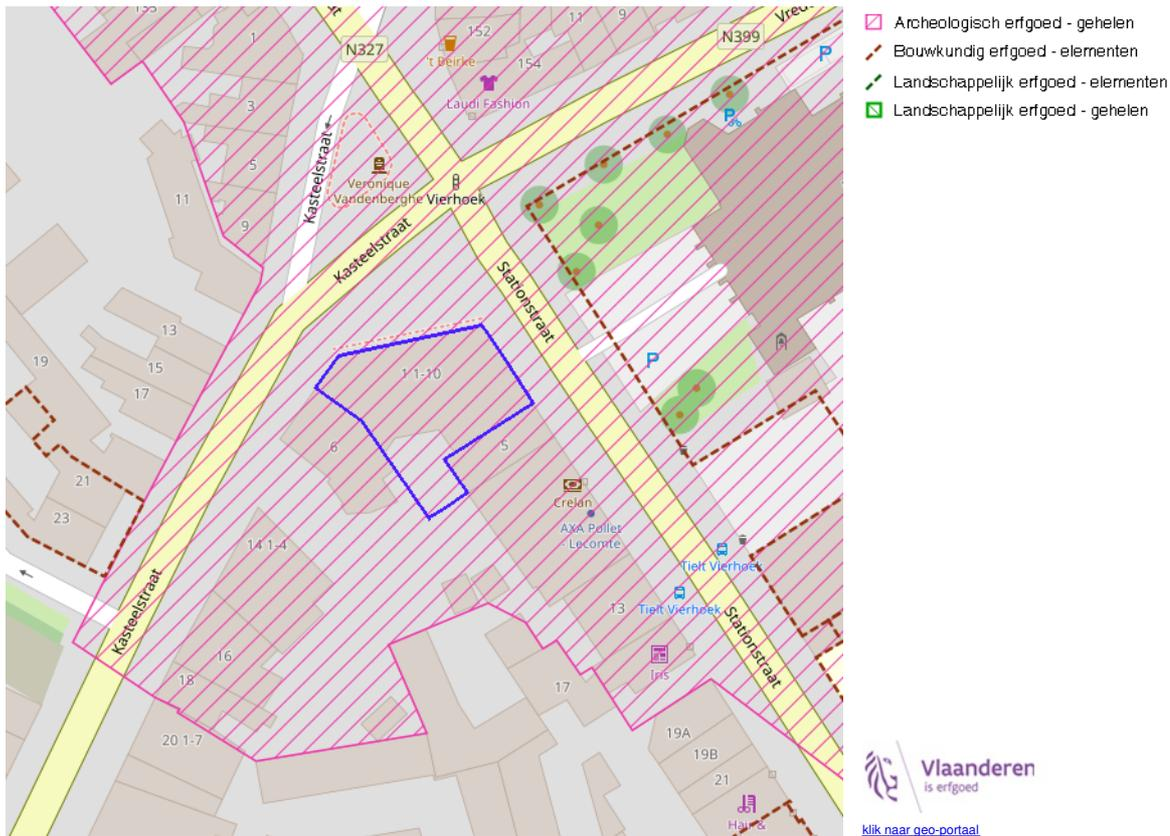 N327
152
11
9
N399
Vred
P
't Beirke
1
154
Laudi Fashion
P
3
Kasteelstraat
5
Veronique
Vandenberghe
Vierhoek
11
9
Kasteelstraat
Stationstraat
13
19
15
17
1 1-10
P
6
5
21
Crelan
23
AXA Pollet
- Lecomte
14 1-4
Tielt Vierhoek
Tielt Vierhoek
13
Kasteelstraat
Stationstraat
16
Iris
18
17
20 1-7
19A
19B
21
Hair &
Archeologisch erfgoed - gehelen
Bouwkundig erfgoed - elementen
Landschappelijk erfgoed - elementen
Landschappelijk erfgoed - gehelen
Vlaanderen
is erfgoed
klik naar geo-portaal